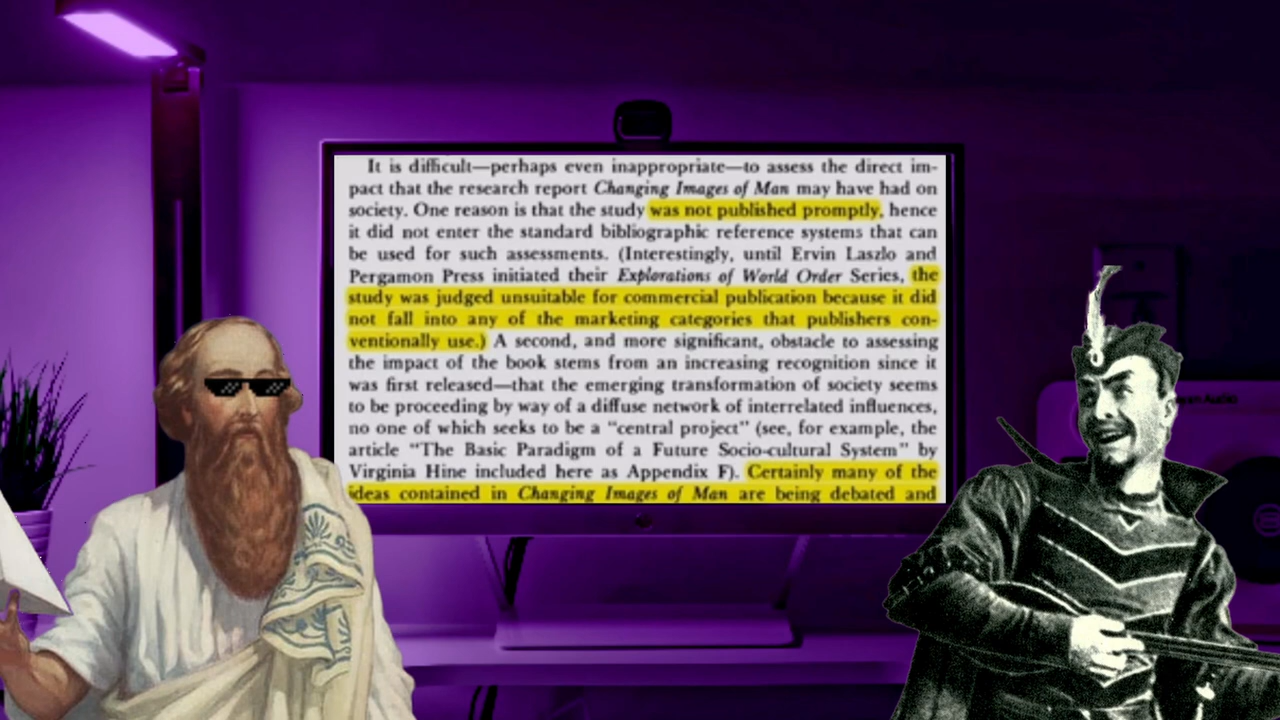 It is difficult—perhaps even inappropriate—to assess the direct im-
pact that the research report Changing Images of Man may have had on
society. One reason is that the study was not published promptly, hence
it did not enter the standard bibliographic reference systems that can
be used for such assessments. (Interestingly, until Ervin Laszlo and
Pergamon Press initiated their Explorations of World Order Series, the
study was judged unsuitable for commercial publication because it did
not fall into any of the marketing categories that publishers con-
ventionally use.) A second, and more significant, obstacle to assessing
the impact of the book stems from an increasing recognition since it
was first released—that the emerging transformation of society seems
to be proceeding by way of a diffuse network of interrelated influences,
no one of which seeks to be a “central project” (see, for example, the
article “The Basic Paradigm of a Future Socio-cultural System” by
Virginia Hine included here as Appendix F). Certainly many of the
ideas contained in Changing Images of Man are being debated and
Audio